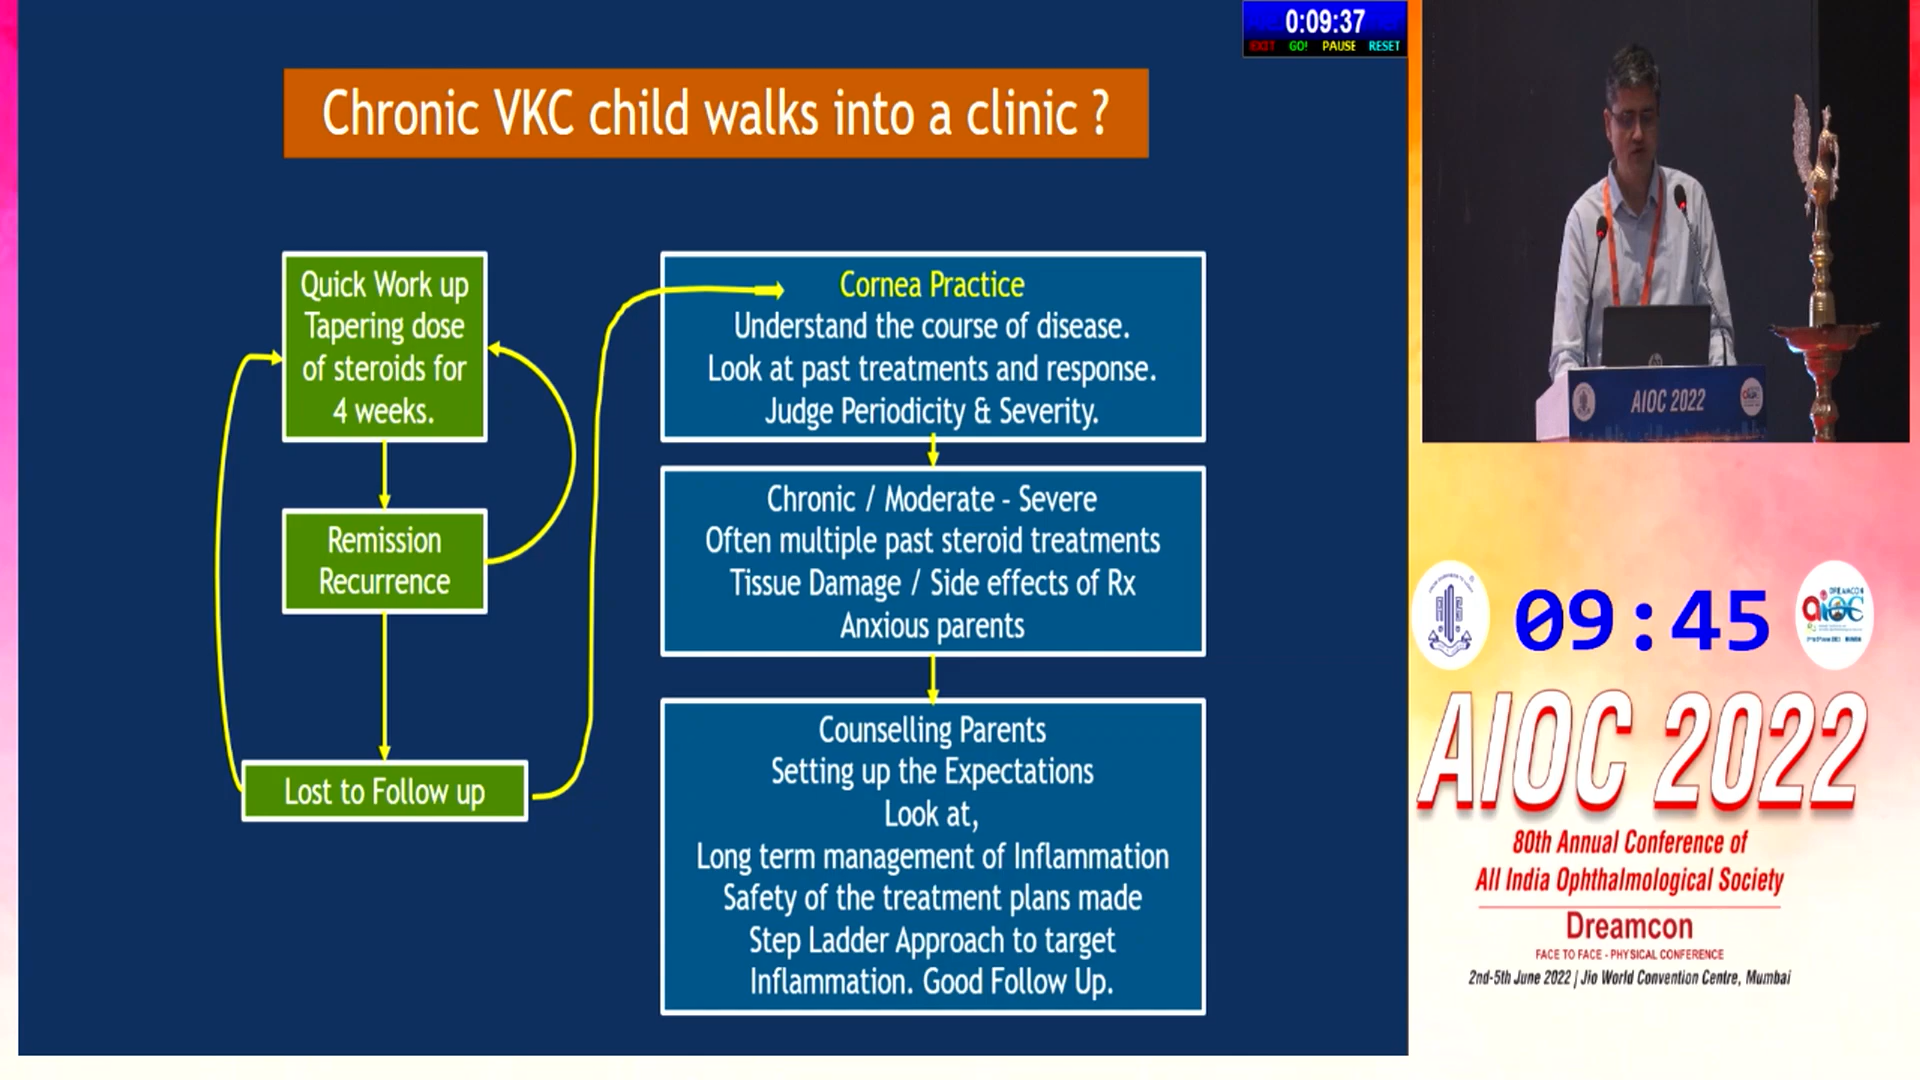 0:09:37
EXIT GO! PAUSE RESET
Chronic VKC child walks into a clinic ?
Quick Work up
Tapering dose
of steroids for
4 weeks.
Remission
Recurrence
Lost to Follow up
Cornea Practice
Understand the course of disease.
Look at past treatments and response.
Judge Periodicity & Severity.
Chronic / Moderate - Severe
Often multiple past steroid treatments
Tissue Damage / Side effects of Rx
Anxious parents
Counselling Parents
Setting up the Expectations
Look at,
Long term management of Inflammation
Safety of the treatment plans made
Step Ladder Approach to target
Inflammation. Good Follow Up.
AIOC 2022
09:45
AIOC 2022
80th Annual Conference of
All India Ophthalmological Society
Dreamcon
FACE TO FACE - PHYSICAL CONFERENCE
2nd-5th June 2022 | Jio World Convention Centre, Mumbai